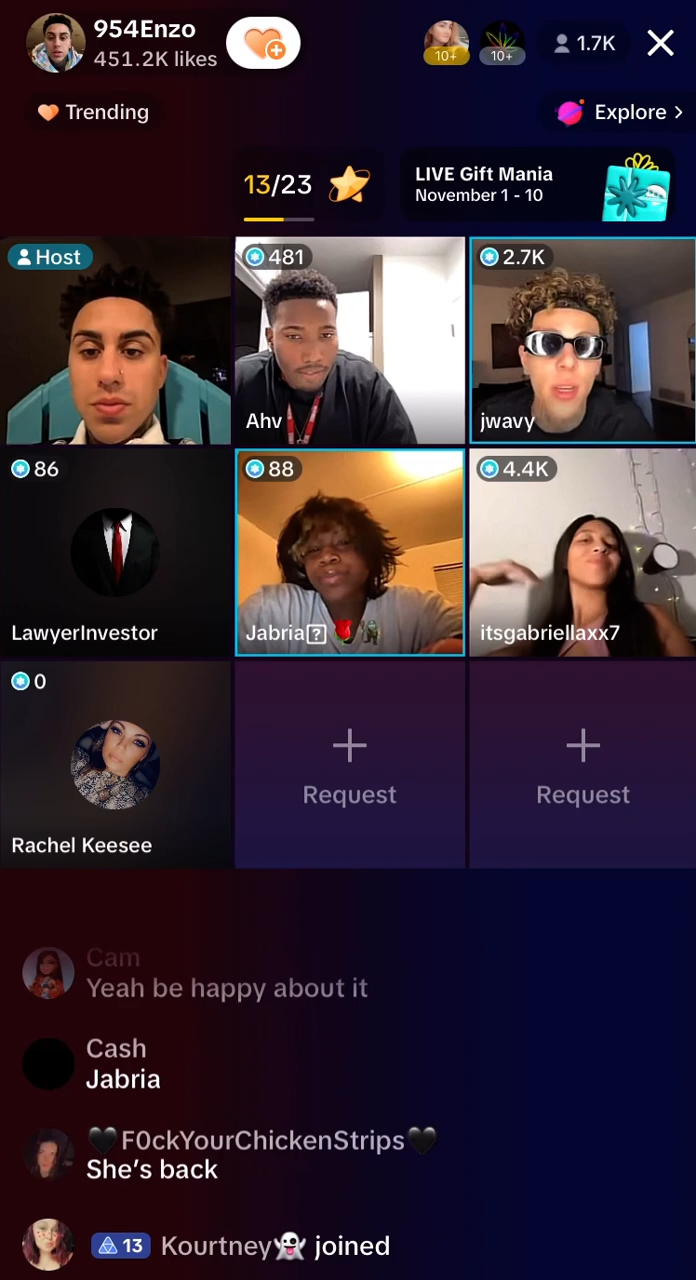 954Enzo
451.2K likes
10+
10+
1.7K
Trending
Explore >
13/23
LIVE Gift Mania
November 1 - 10
Host
481
Ahv
2.7K
jwavy
86
LawyerInvestor
88
Jabria
4.4K
itsgabriellaxx7
0
Rachel Keesee
Request
Request
Cam
Yeah be happy about it
Cash
Jabria
🖤F0ckYourChickenStrips🖤
She’s back
13 Kourtney👻 joined